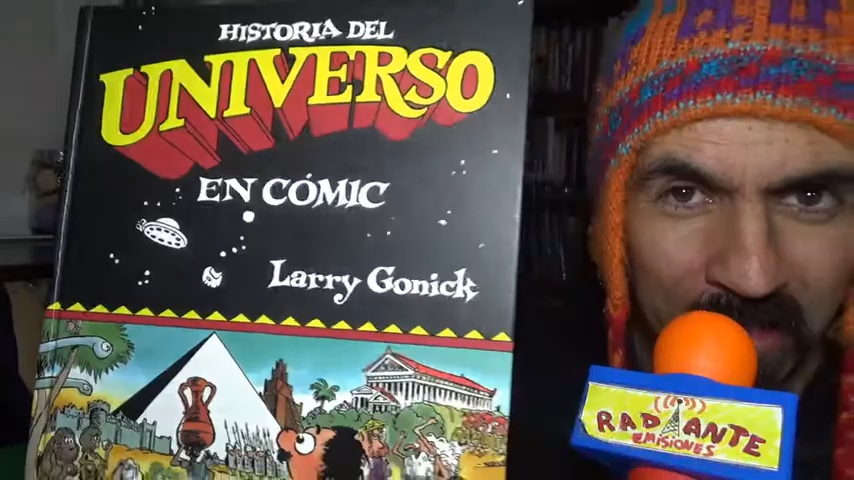 HISTORIA DEL
UNIVERSO
EN CÓMIC
Larry Gonick
RADIANTE
EMISIONES